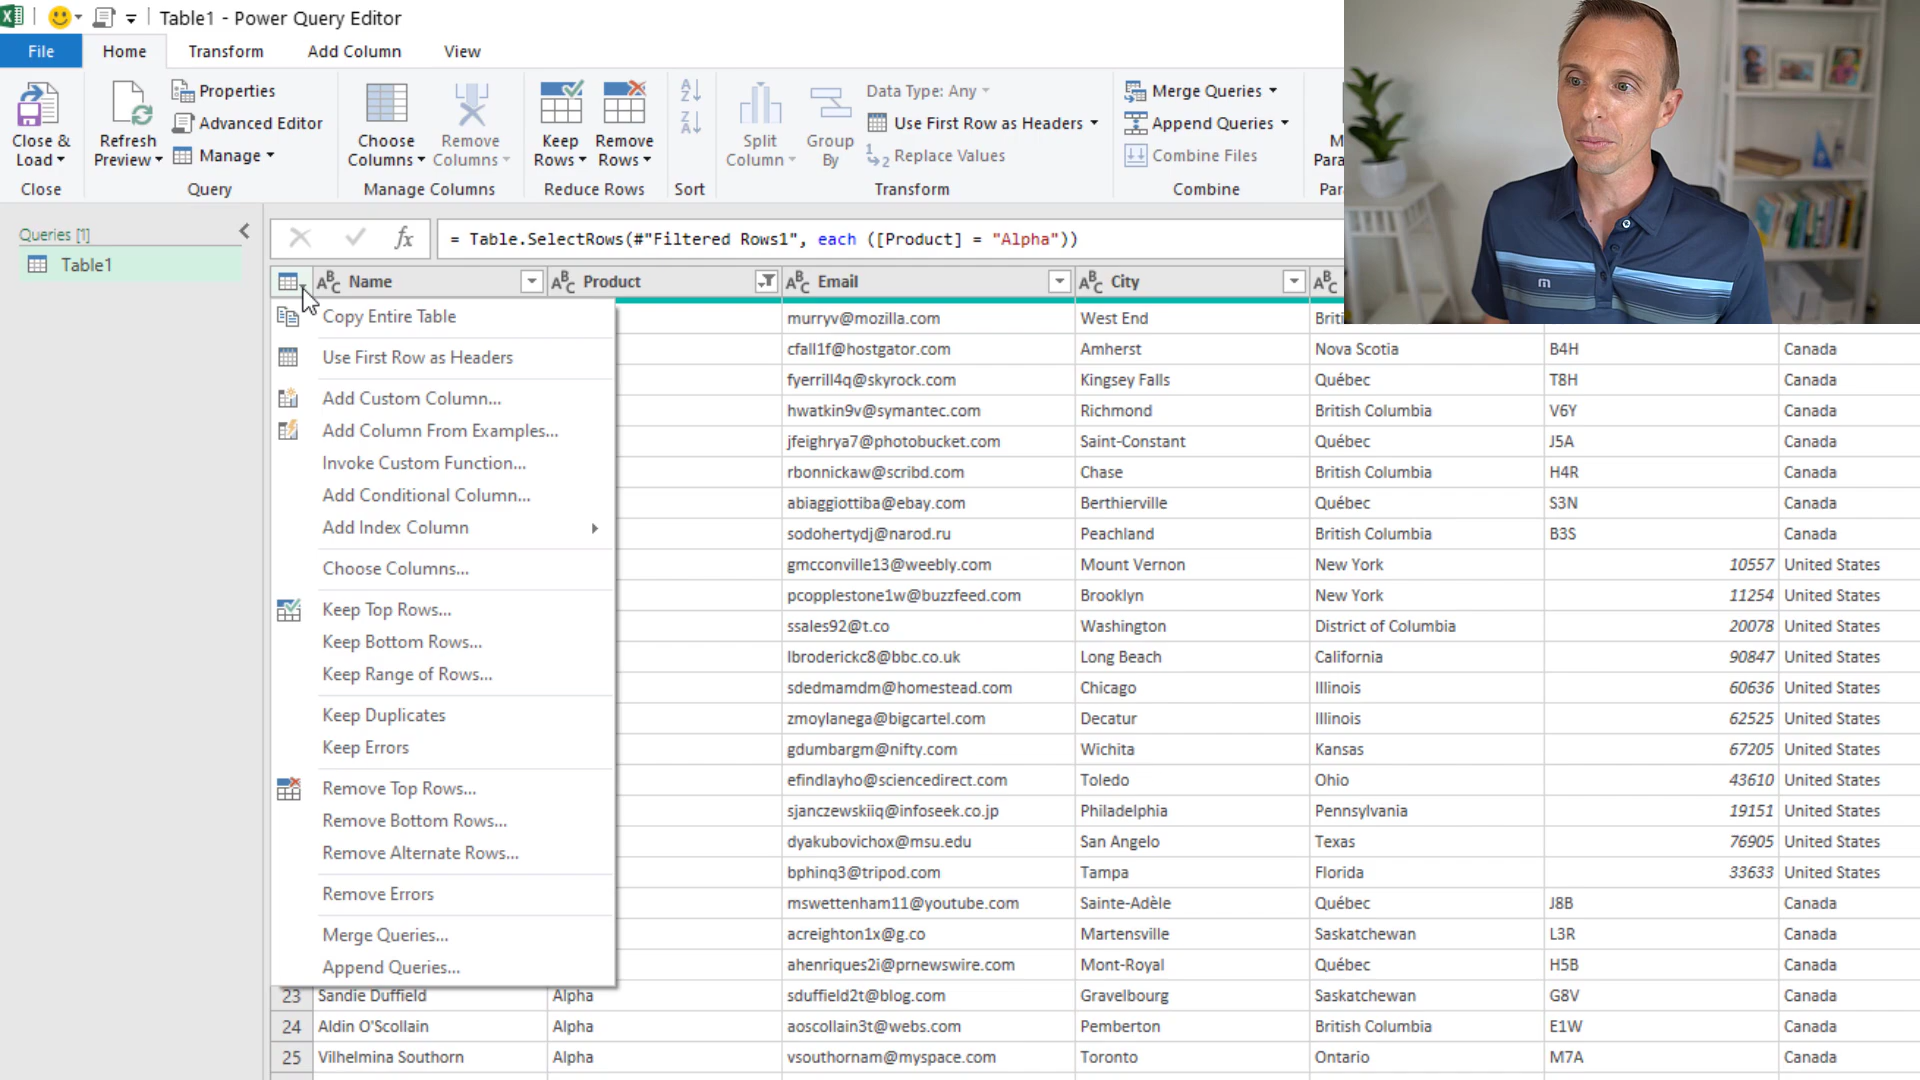 Table1 - Power Query Editor
File Home Transform Add Column View
Close & Load
Close
Refresh Preview
Properties
Advanced Editor
Manage
Query
Choose Columns
Remove Columns
Manage Columns
Keep Rows
Remove Rows
Reduce Rows
A Z
Z A
Sort
Split Column
Group By
Data Type: Any
Use First Row as Headers
1 2 Replace Values
Transform
Merge Queries
Append Queries
Combine Files
Combine
M
Para
Par
Queries [1]
Table1
fx
= Table.SelectRows(#"Filtered Rows1", each ([Product] = "Alpha"))
ABC Name ABC Product ABC Email ABC City ABC
Copy Entire Table
Use First Row as Headers
Add Custom Column...
Add Column From Examples...
Invoke Custom Function...
Add Conditional Column...
Add Index Column
Choose Columns...
Keep Top Rows...
Keep Bottom Rows...
Keep Range of Rows...
Keep Duplicates
Keep Errors
Remove Top Rows...
Remove Bottom Rows...
Remove Alternate Rows...
Remove Errors
Merge Queries...
Append Queries...
murryv@mozilla.com West End Briti
cfall1f@hostgator.com Amherst Nova Scotia B4H Canada
fyerrill4q@skyrock.com Kingsey Falls Québec T8H Canada
hwatkin9v@symantec.com Richmond British Columbia V6Y Canada
jfeighrya7@photobucket.com Saint-Constant Québec J5A Canada
rbonnickaw@scribd.com Chase British Columbia H4R Canada
abiaggiottiba@ebay.com Berthierville Québec S3N Canada
sodohertydj@narod.ru Peachland British Columbia B3S Canada
gmcconville13@weebly.com Mount Vernon New York 10557 United States
pcopplestone1w@buzzfeed.com Brooklyn New York 11254 United States
ssales92@t.co Washington District of Columbia 20078 United States
lbroderickc8@bbc.co.uk Long Beach California 90847 United States
sdedmamdm@homestead.com Chicago Illinois 60636 United States
zmoylanega@bigcartel.com Decatur Illinois 62525 United States
gdumbargm@nifty.com Wichita Kansas 67205 United States
efindlayho@sciencedirect.com Toledo Ohio 43610 United States
sjanczewskiiq@infoseek.co.jp Philadelphia Pennsylvania 19151 United States
dyakubovichox@msu.edu San Angelo Texas 76905 United States
bphinq3@tripod.com Tampa Florida 33633 United States
mswettenham11@youtube.com Sainte-Adèle Québec J8B Canada
acreighton1x@g.co Martensville Saskatchewan L3R Canada
ahenriques2i@prnewswire.com Mont-Royal Québec H5B Canada
23 Sandie Duffield Alpha sduffield2t@blog.com Gravelbourg Saskatchewan G8V Canada
24 Aldin O'Scollain Alpha aoscollain3t@webs.com Pemberton British Columbia E1W Canada
25 Vilhelmina Southorn Alpha vsouthornam@myspace.com Toronto Ontario M7A Canada